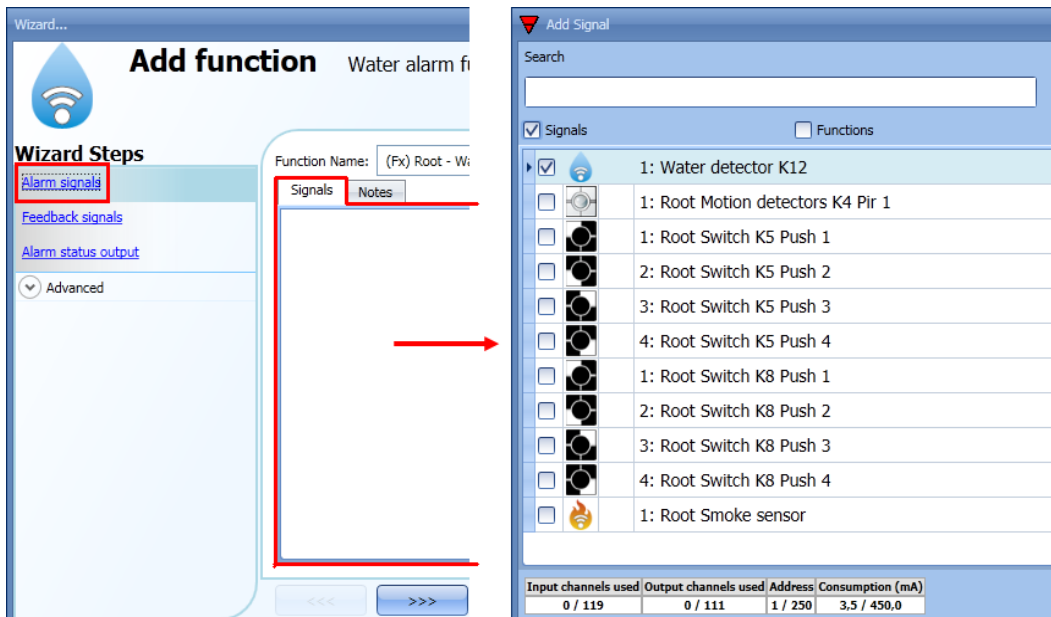 Wizard...
Add function Water alarm fu
Wizard Steps
Alarm signals
Feedback signals
Alarm status output
Advanced
Function Name: (Fx) Root - Wa
Signals Notes
<<< >>>
Add Signal
Search
Signals Functions
1: Water detector K12
1: Root Motion detectors K4 Pir 1
1: Root Switch K5 Push 1
2: Root Switch K5 Push 2
3: Root Switch K5 Push 3
4: Root Switch K5 Push 4
1: Root Switch K8 Push 1
2: Root Switch K8 Push 2
3: Root Switch K8 Push 3
4: Root Switch K8 Push 4
1: Root Smoke sensor
Input channels used Output channels used Address Consumption (mA)
0 / 119 0 / 111 1 / 250 3,5 / 450,0